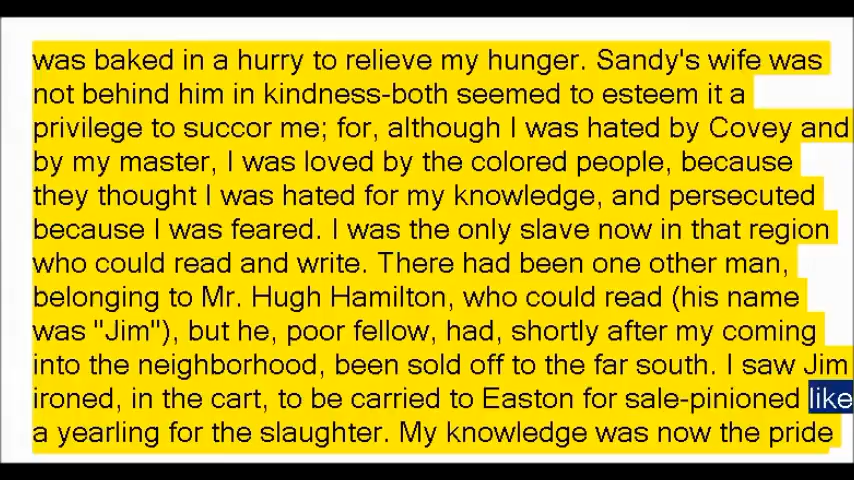 was baked in a hurry to relieve my hunger. Sandy's wife was
not behind him in kindness-both seemed to esteem it a
privilege to succor me; for, although I was hated by Covey and
by my master, I was loved by the colored people, because
they thought I was hated for my knowledge, and persecuted
because I was feared. I was the only slave now in that region
who could read and write. There had been one other man,
belonging to Mr. Hugh Hamilton, who could read (his name
was "Jim"), but he, poor fellow, had, shortly after my coming
into the neighborhood, been sold off to the far south. I saw Jim
ironed, in the cart, to be carried to Easton for sale-pinioned like
a yearling for the slaughter. My knowledge was now the pride